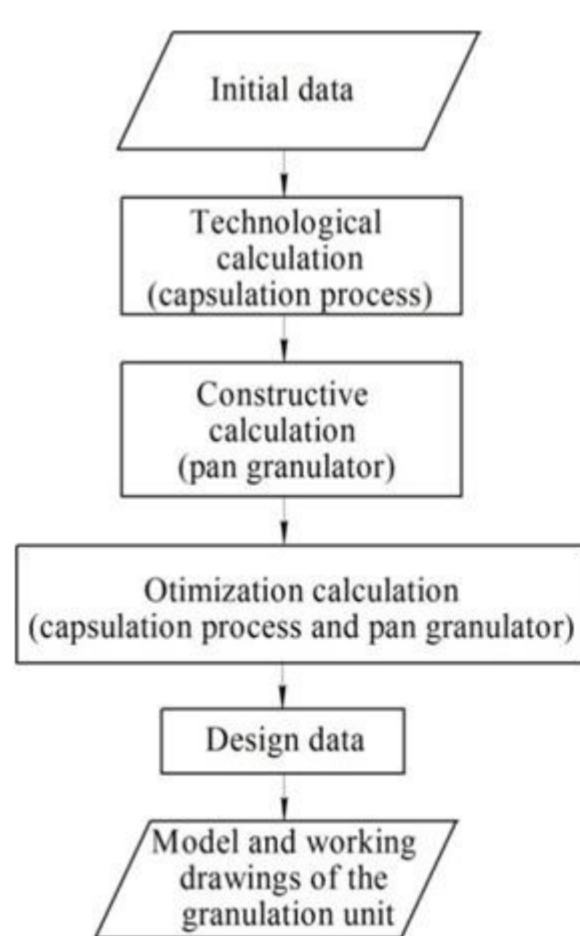 Initial data
Technological
calculation
(capsulation process)
Constructive
calculation
(pan granulator)
Otimization calculation
(capsulation process and pan granulator)
Design data
Model and working
drawings of the
granulation unit